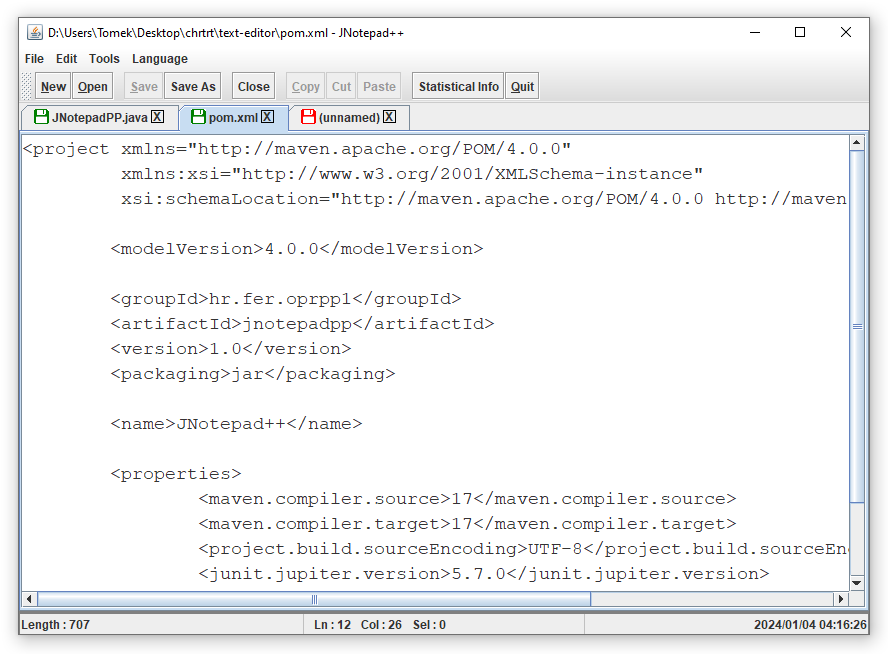 D:\Users\Tomek\Desktop\chrtrt\text-editor\pom.xml - JNotepad++
File Edit Tools Language
New Open Save Save As Close Copy Cut Paste Statistical Info Quit
JNotepadPP.java X pom.xml X (unnamed) X
<project xmlns="http://maven.apache.org/POM/4.0.0"
xmlns:xsi="http://www.w3.org/2001/XMLSchema-instance"
xsi:schemaLocation="http://maven.apache.org/POM/4.0.0 http://maven
<modelVersion>4.0.0</modelVersion>
<groupId>hr.fer.oprpp1</groupId>
<artifactId>jnotepadpp</artifactId>
<version>1.0</version>
<packaging>jar</packaging>
<name>JNotepad++</name>
<properties>
<maven.compiler.source>17</maven.compiler.source>
<maven.compiler.target>17</maven.compiler.target>
<project.build.sourceEncoding>UTF-8</project.build.sourceEn
<junit.jupiter.version>5.7.0</junit.jupiter.version>
Length : 707 Ln : 12 Col : 26 Sel : 0 2024/01/04 04:16:26